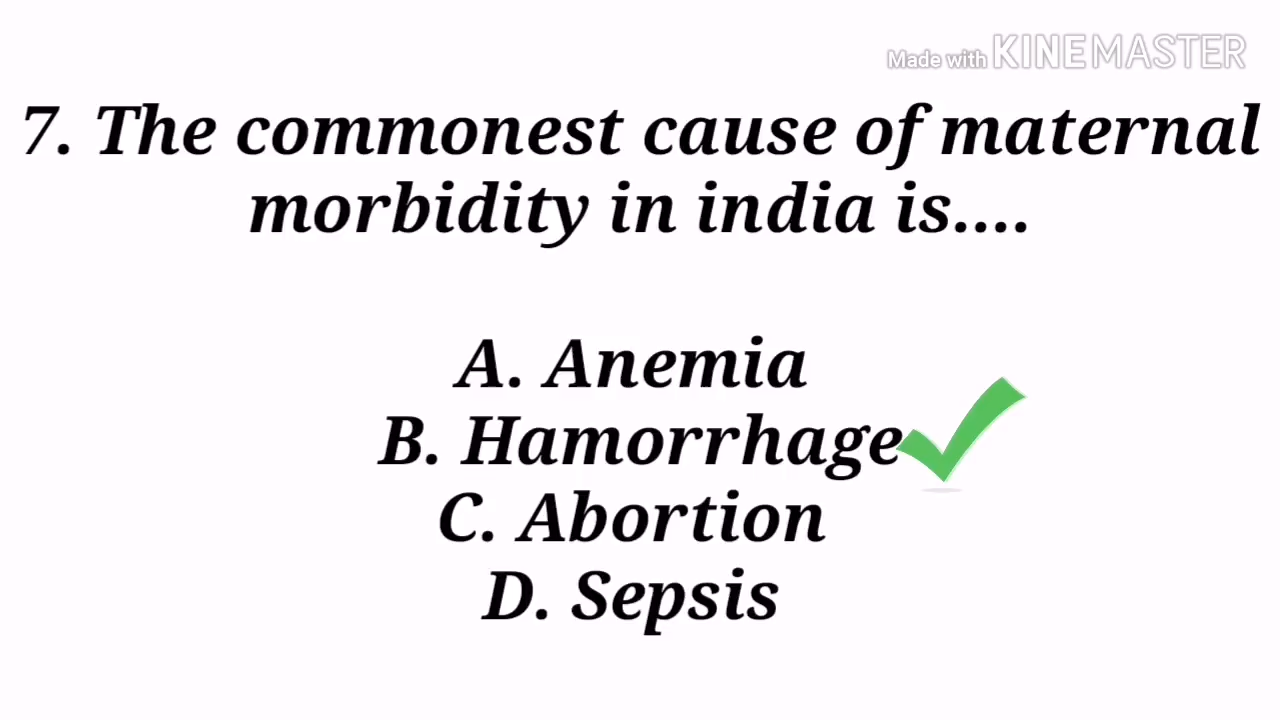 Made with KINEMASTER
7. The commonest cause of maternal
morbidity in india is....
A. Anemia
B. Hamorrhage
C. Abortion
D. Sepsis